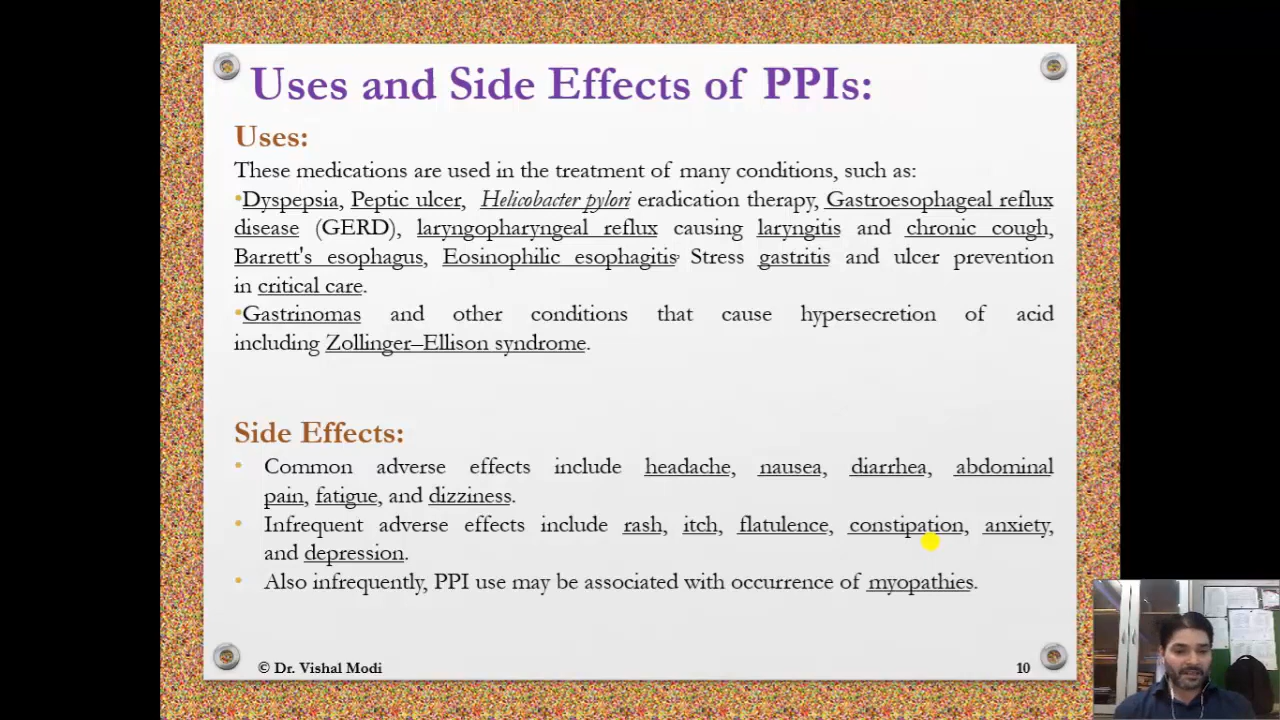 Uses and Side Effects of PPIs:
Uses:
These medications are used in the treatment of many conditions, such as:
•Dyspepsia, Peptic ulcer, Helicobacter pylori eradication therapy, Gastroesophageal reflux
disease (GERD), laryngopharyngeal reflux causing laryngitis and chronic cough,
Barrett's esophagus, Eosinophilic esophagitis, Stress gastritis and ulcer prevention
in critical care.
•Gastrinomas and other conditions that cause hypersecretion of acid
including Zollinger–Ellison syndrome.
Side Effects:
• Common adverse effects include headache, nausea, diarrhea, abdominal
pain, fatigue, and dizziness.
• Infrequent adverse effects include rash, itch, flatulence, constipation, anxiety,
and depression.
• Also infrequently, PPI use may be associated with occurrence of myopathies.
© Dr. Vishal Modi
10